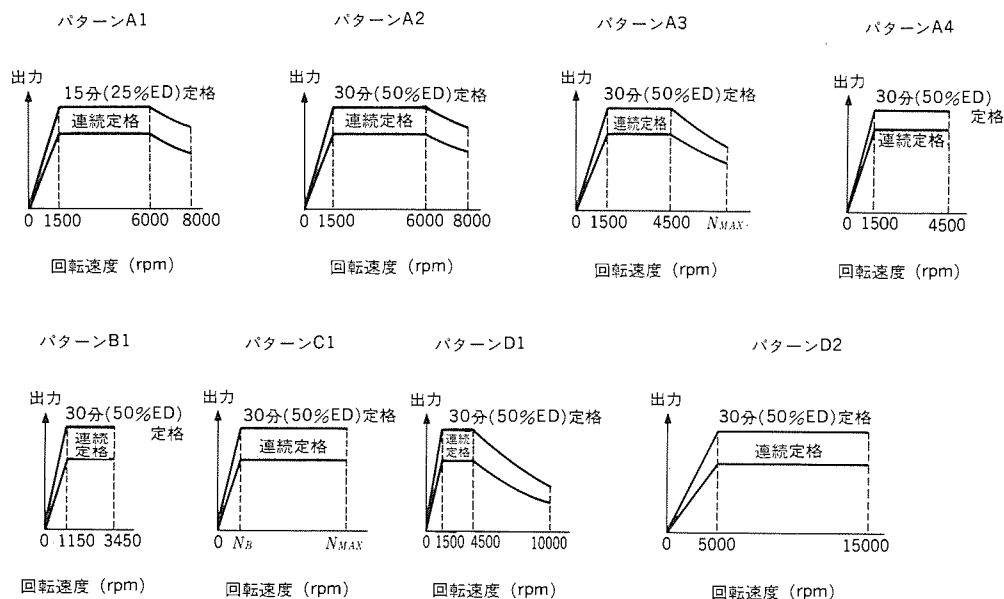 パターンA1
出力
15分(25%ED)定格
連続定格
0 1500 6000 8000
回転速度 (rpm)
パターンA2
出力
30分(50%ED)定格
連続定格
0 1500 6000 8000
回転速度 (rpm)
パターンA3
出力
30分(50%ED)定格
連続定格
0 1500 4500 NMAX.
回転速度 (rpm)
パターンA4
出力
30分(50%ED)
定格
連続定格
0 1500 4500
回転速度 (rpm)
パターンB1
出力
30分(50%ED)
定格
連続
定格
0 1150 3450
回転速度 (rpm)
パターンC1
出力
30分(50%ED)定格
連続定格
0 NB NMAX
回転速度 (rpm)
パターンD1
出力
30分(50%ED)定格
連続
定格
0 1500 4500 10000
回転速度 (rpm)
パターンD2
出力
30分(50%ED)定格
連続定格
0 5000 15000
回転速度 (rpm)